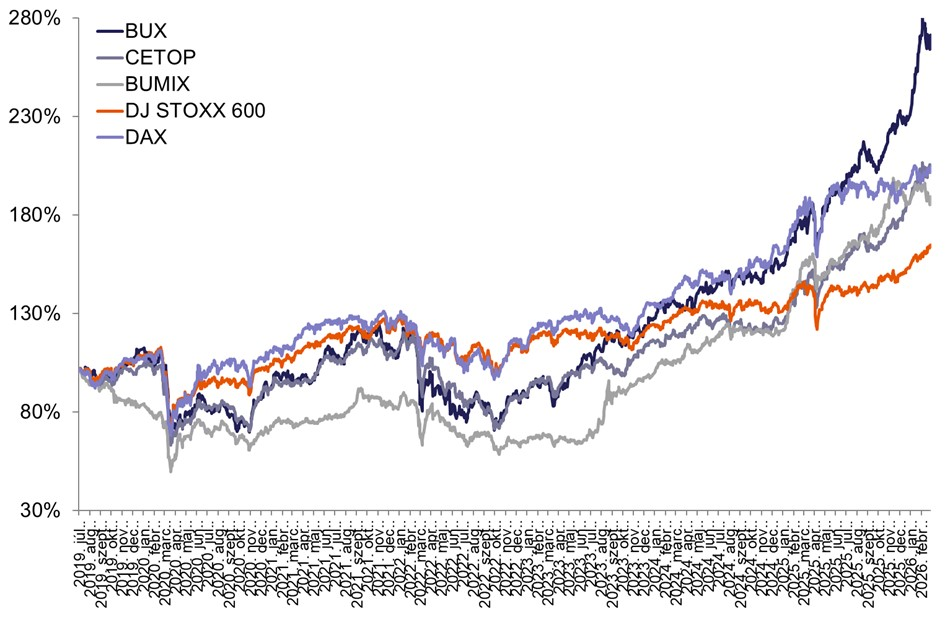 280%
230%
180%
130%
80%
30%
BUX
CETOP
BUMIX
DJ STOXX 600
DAX
2019. júl..
2019. aug..
2019. szept..
2019. okt..
2019. nov..
2019. dec..
2020. jan..
2020. febr..
2020. márc..
2020. ápr..
2020. máj..
2020. jún..
2020. júl..
2020. aug..
2020. szept..
2020. okt..
2020. nov..
2020. dec..
2021. jan..
2021. febr..
2021. márc..
2021. ápr..
2021. máj..
2021. jún..
2021. júl..
2021. aug..
2021. szept..
2021. okt..
2021. nov..
2021. dec..
2022. jan..
2022. febr..
2022. márc..
2022. ápr..
2022. máj..
2022. jún..
2022. júl..
2022. aug..
2022. szept..
2022. okt..
2022. nov..
2022. dec..
2023. jan..
2023. febr..
2023. márc..
2023. ápr..
2023. máj..
2023. jún..
2023. júl..
2023. aug..
2023. szept..
2023. okt..
2023. nov..
2023. dec..
2024. jan..
2024. febr..
2024. márc..
2024. ápr..
2024. máj..
2024. jún..
2024. júl..
2024. aug..
2024. szept..
2024. okt..
2024. nov..
2024. dec..
2025. jan..
2025. febr..
2025. márc..
2025. ápr..
2025. máj..
2025. jún..
2025. júl..
2025. aug..
2025. szept..
2025. okt..
2025. nov..
2025. dec..
2026. jan..
2026. febr..